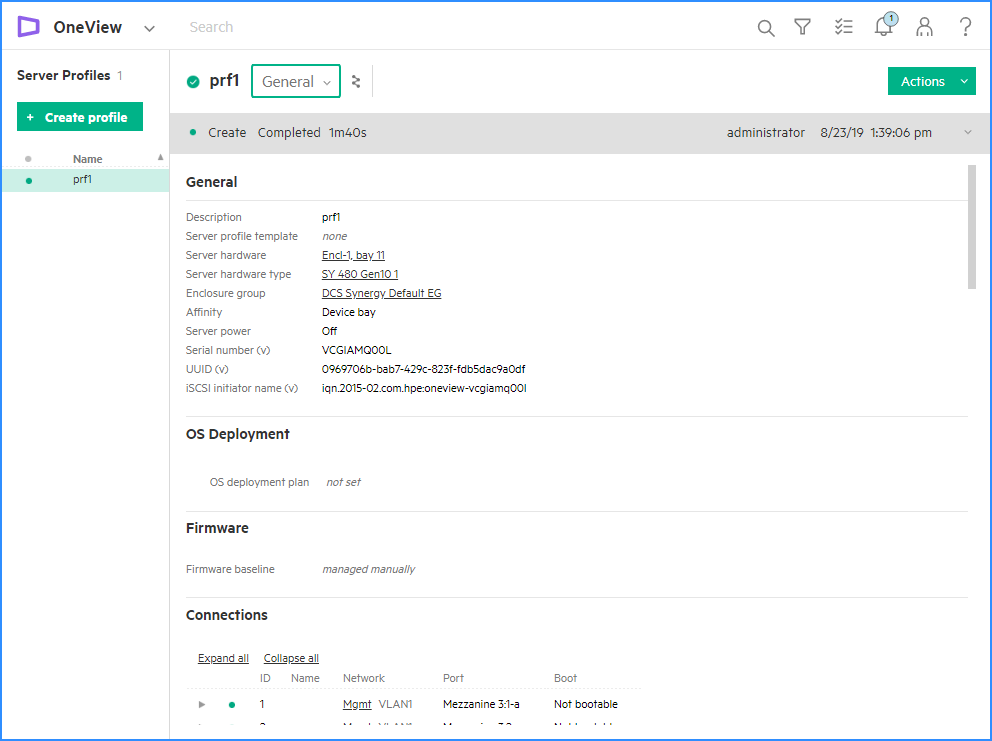 OneView
Search
1
Server Profiles 1
+ Create profile
Name
prf1
prf1 General
Actions
Create Completed 1m40s administrator 8/23/19 1:39:06 pm
General
Description prf1
Server profile template none
Server hardware Encl-1, bay 11
Server hardware type SY 480 Gen10 1
Enclosure group DCS Synergy Default EG
Affinity Device bay
Server power Off
Serial number (v) VCGIAMQ00L
UUID (v) 0969706b-bab7-429c-823f-fdb5dac9a0df
iSCSI initiator name (v) iqn.2015-02.com.hpe:oneview-vcgiamq00l
OS Deployment
OS deployment plan not set
Firmware
Firmware baseline managed manually
Connections
Expand all Collapse all
ID Name Network Port Boot
1 Mgmt VLAN1 Mezzanine 3:1-a Not bootable